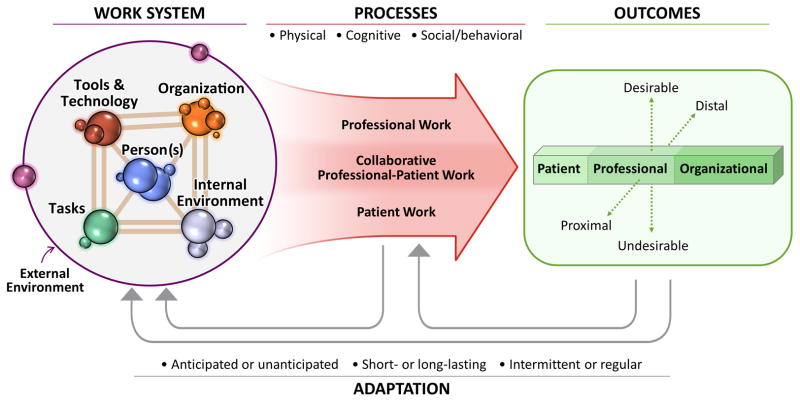 WORK SYSTEM
PROCESSES
OUTCOMES
• Physical • Cognitive • Social/behavioral
Tools &
Technology
Organization
Person(s)
Internal
Environment
Tasks
External
Environment
Professional Work
Collaborative
Professional-Patient Work
Patient Work
Desirable
Distal
Patient Professional Organizational
Proximal
Undesirable
• Anticipated or unanticipated • Short- or long-lasting • Intermittent or regular
ADAPTATION